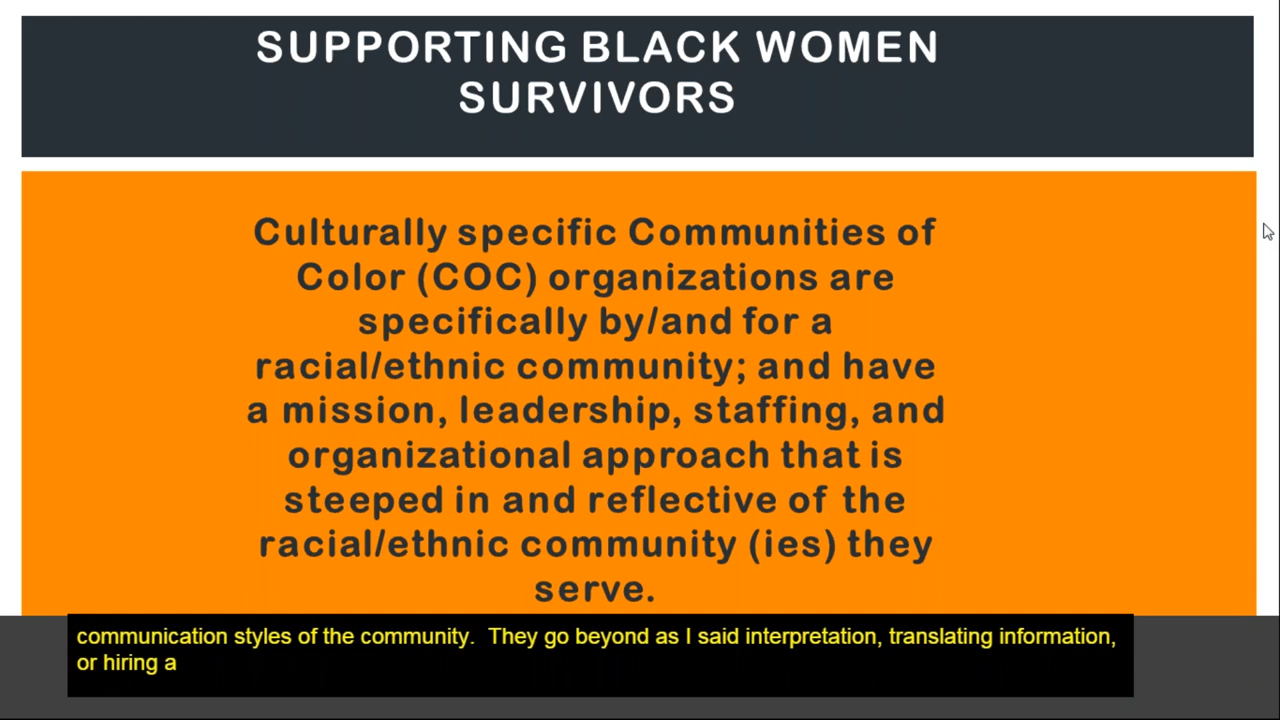 SUPPORTING BLACK WOMEN
SURVIVORS
Culturally specific Communities of
Color (COC) organizations are
specifically by/and for a
racial/ethnic community; and have
a mission, leadership, staffing, and
organizational approach that is
steeped in and reflective of the
racial/ethnic community (ies) they
serve.
communication styles of the community.  They go beyond as I said interpretation, translating information,
or hiring a